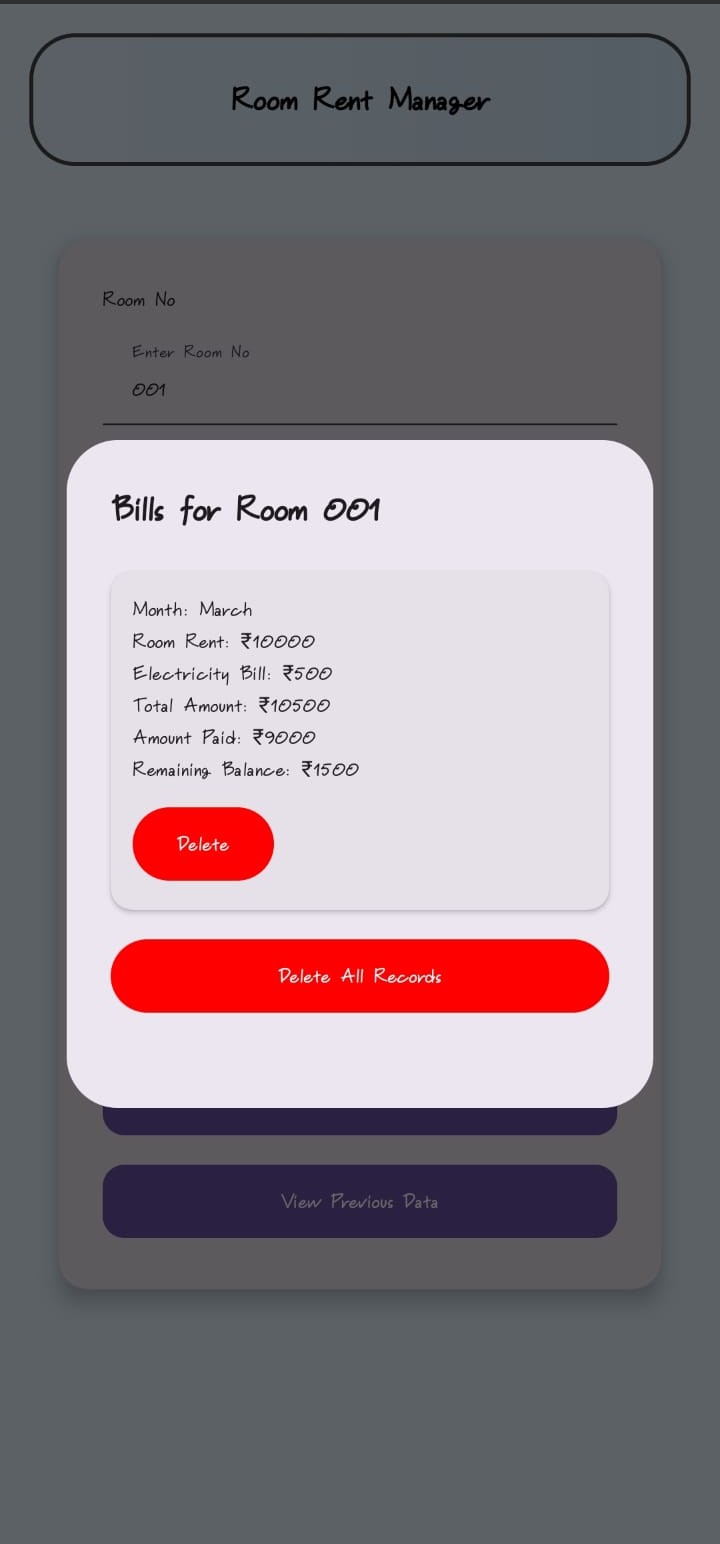 Room Rent Manager
Room No
Enter Room No
001
Bills for Room 001
Month: March
Room Rent: ₹10000
Electricity Bill: ₹500
Total Amount: ₹10500
Amount Paid: ₹9000
Remaining Balance: ₹1500
Delete
Delete All Records
View Previous Data